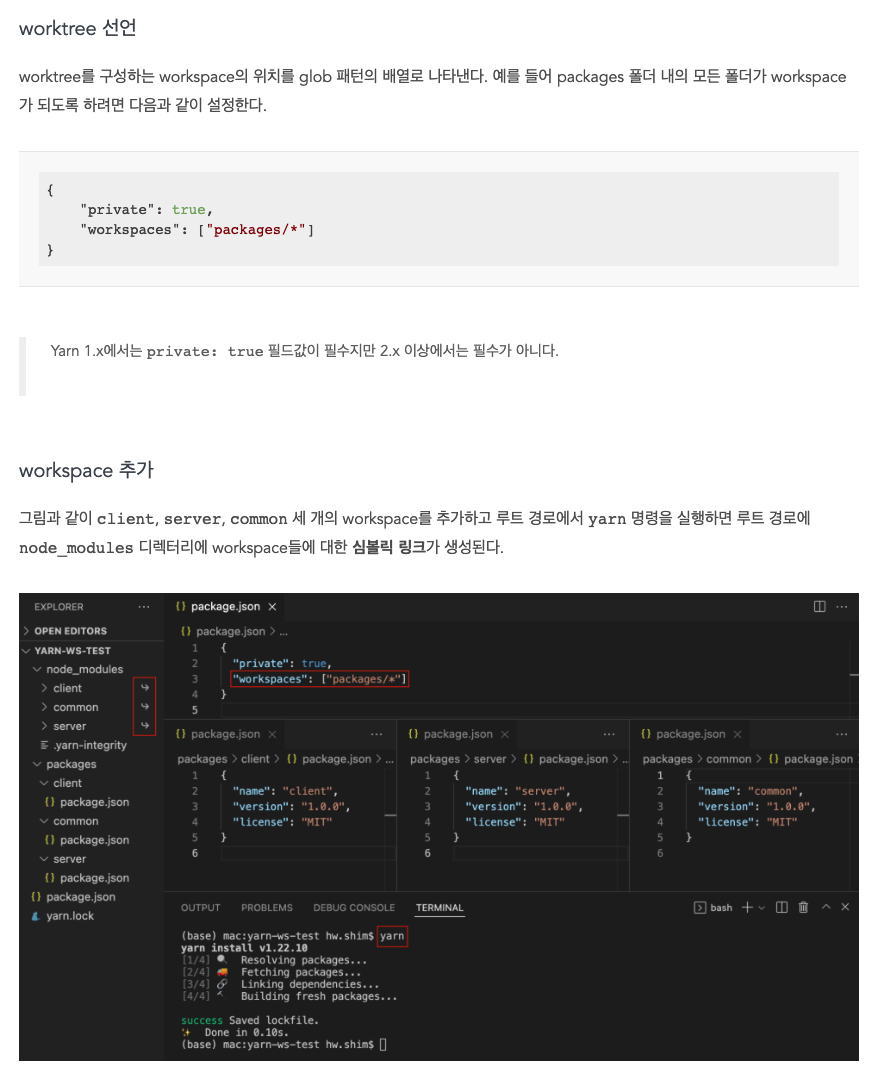 worktree 선언
worktree를 구성하는 workspace의 위치를 glob 패턴의 배열로 나타낸다. 예를 들어 packages 폴더 내의 모든 폴더가 workspace
가 되도록 하려면 다음과 같이 설정한다.
{
"private": true,
"workspaces": ["packages/*"]
}
Yarn 1.x에서는 private: true 필드값이 필수지만 2.x 이상에서는 필수가 아니다.
workspace 추가
그림과 같이 client, server, common 세 개의 workspace를 추가하고 루트 경로에서 yarn 명령을 실행하면 루트 경로에
node_modules 디렉터리에 workspace들에 대한 심볼릭 링크가 생성된다.
EXPLORER
OPEN EDITORS
YARN-WS-TEST
node_modules
client
common
server
.yarn-integrity
packages
client
{} package.json
common
{} package.json
server
{} package.json
{} package.json
yarn.lock
{} package.json ×
{} package.json > ...
1 {
2 "private": true,
3 "workspaces": ["packages/*"]
4 }
5
{} package.json ×
packages > client > {} package.json > ...
1 {
2 "name": "client",
3 "version": "1.0.0",
4 "license": "MIT"
5 }
6
{} package.json ×
packages > server > {} package.json > ...
1 {
2 "name": "server",
3 "version": "1.0.0",
4 "license": "MIT"
5 }
6
{} package.json ×
packages > common > {} package.json
1 {
2 "name": "common",
3 "version": "1.0.0",
4 "license": "MIT"
5 }
6
OUTPUT PROBLEMS DEBUG CONSOLE TERMINAL
bash
(base) mac:yarn-ws-test hw.shim$ yarn
yarn install v1.22.10
[1/4] 🔍 Resolving packages...
[2/4] 🚚 Fetching packages...
[3/4] 🔗 Linking dependencies...
[4/4] 🔨 Building fresh packages...
success Saved lockfile.
✨ Done in 0.10s.
(base) mac:yarn-ws-test hw.shim$